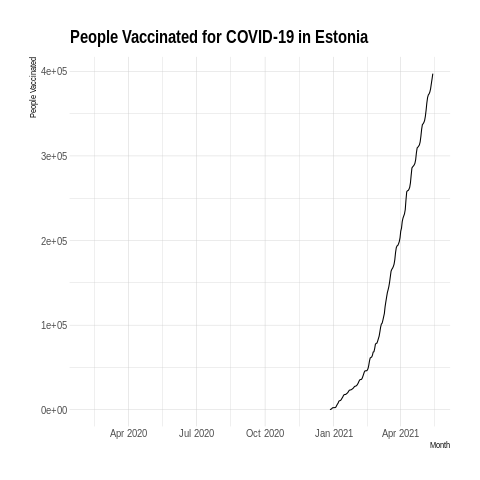 People Vaccinated for COVID-19 in Estonia
People Vaccinated
4e+05
3e+05
2e+05
1e+05
0e+00
Apr 2020 Jul 2020 Oct 2020 Jan 2021 Apr 2021
Month